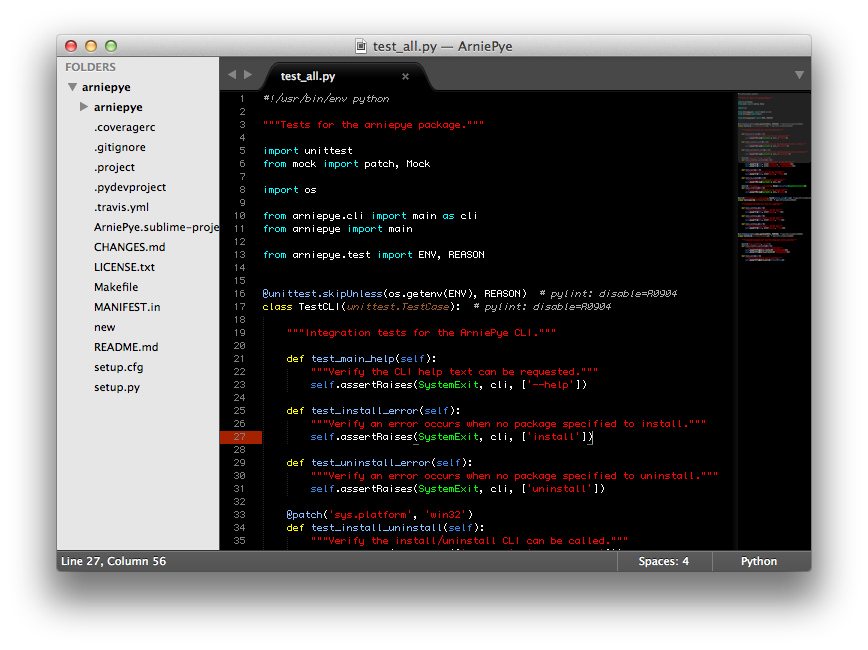 test_all.py — ArniePye
FOLDERS
arniepye
arniepye
.coveragerc
.gitignore
.project
.pydevproject
.travis.yml
ArniePye.sublime-proje
CHANGES.md
LICENSE.txt
Makefile
MANIFEST.in
new
README.md
setup.cfg
setup.py
test_all.py ×
1 #!/usr/bin/env python
2
3 """Tests for the arniepye package."""
4
5 import unittest
6 from mock import patch, Mock
7
8 import os
9
10 from arniepye.cli import main as cli
11 from arniepye import main
12
13 from arniepye.test import ENV, REASON
14
15
16 @unittest.skipUnless(os.getenv(ENV), REASON)  # pylint: disable=R0904
17 class TestCLI(unittest.TestCase):  # pylint: disable=R0904
18
19     """Integration tests for the ArniePye CLI."""
20
21     def test_main_help(self):
22         """Verify the CLI help text can be requested."""
23         self.assertRaises(SystemExit, cli, ['--help'])
24
25     def test_install_error(self):
26         """Verify an error occurs when no package specified to install."""
27         self.assertRaises(SystemExit, cli, ['install'])
28
29     def test_uninstall_error(self):
30         """Verify an error occurs when no package specified to uninstall."""
31         self.assertRaises(SystemExit, cli, ['uninstall'])
32
33     @patch('sys.platform', 'win32')
34     def test_install_uninstall(self):
35         """Verify the install/uninstall CLI can be called."""
Line 27, Column 56
Spaces: 4
Python